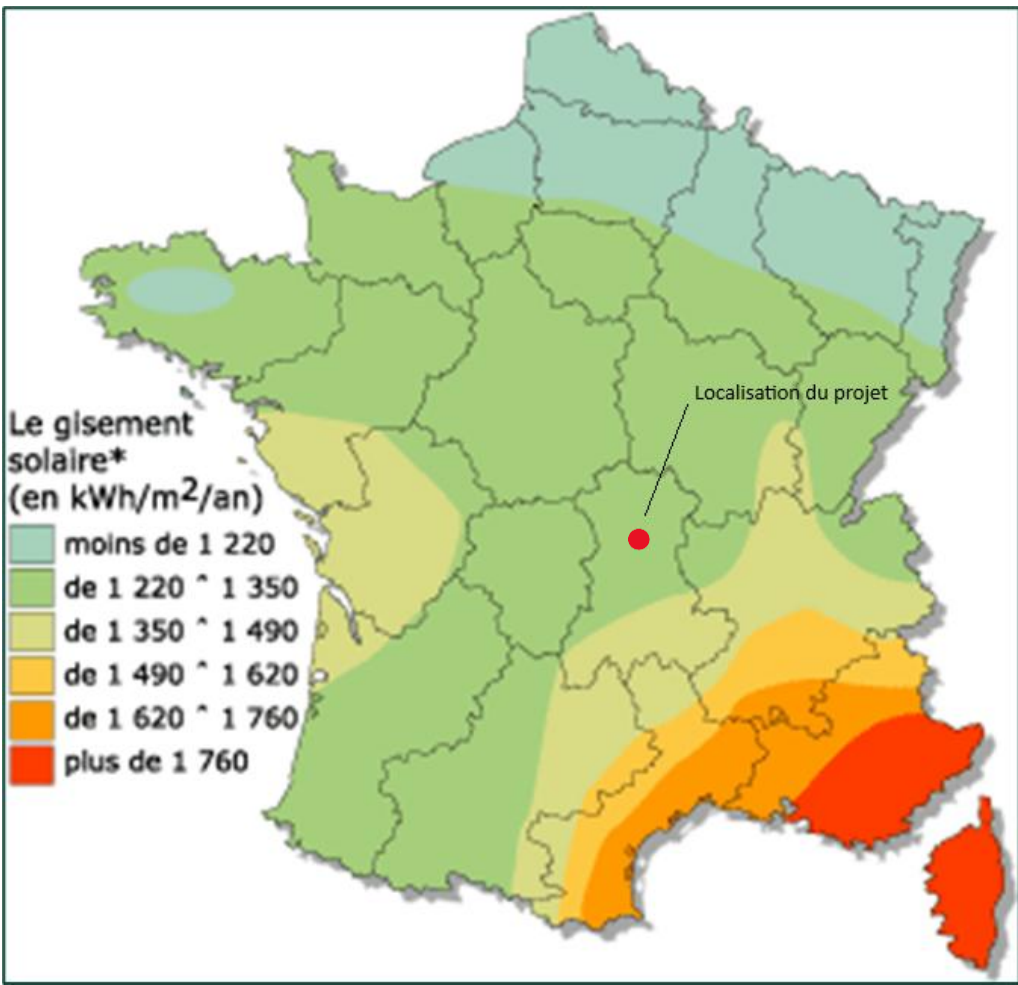 Localisation du projet
Le gisement
solaire*
(en kWh/m²/an)
moins de 1 220
de 1 220 ˆ 1 350
de 1 350 ˆ 1 490
de 1 490 ˆ 1 620
de 1 620 ˆ 1 760
plus de 1 760